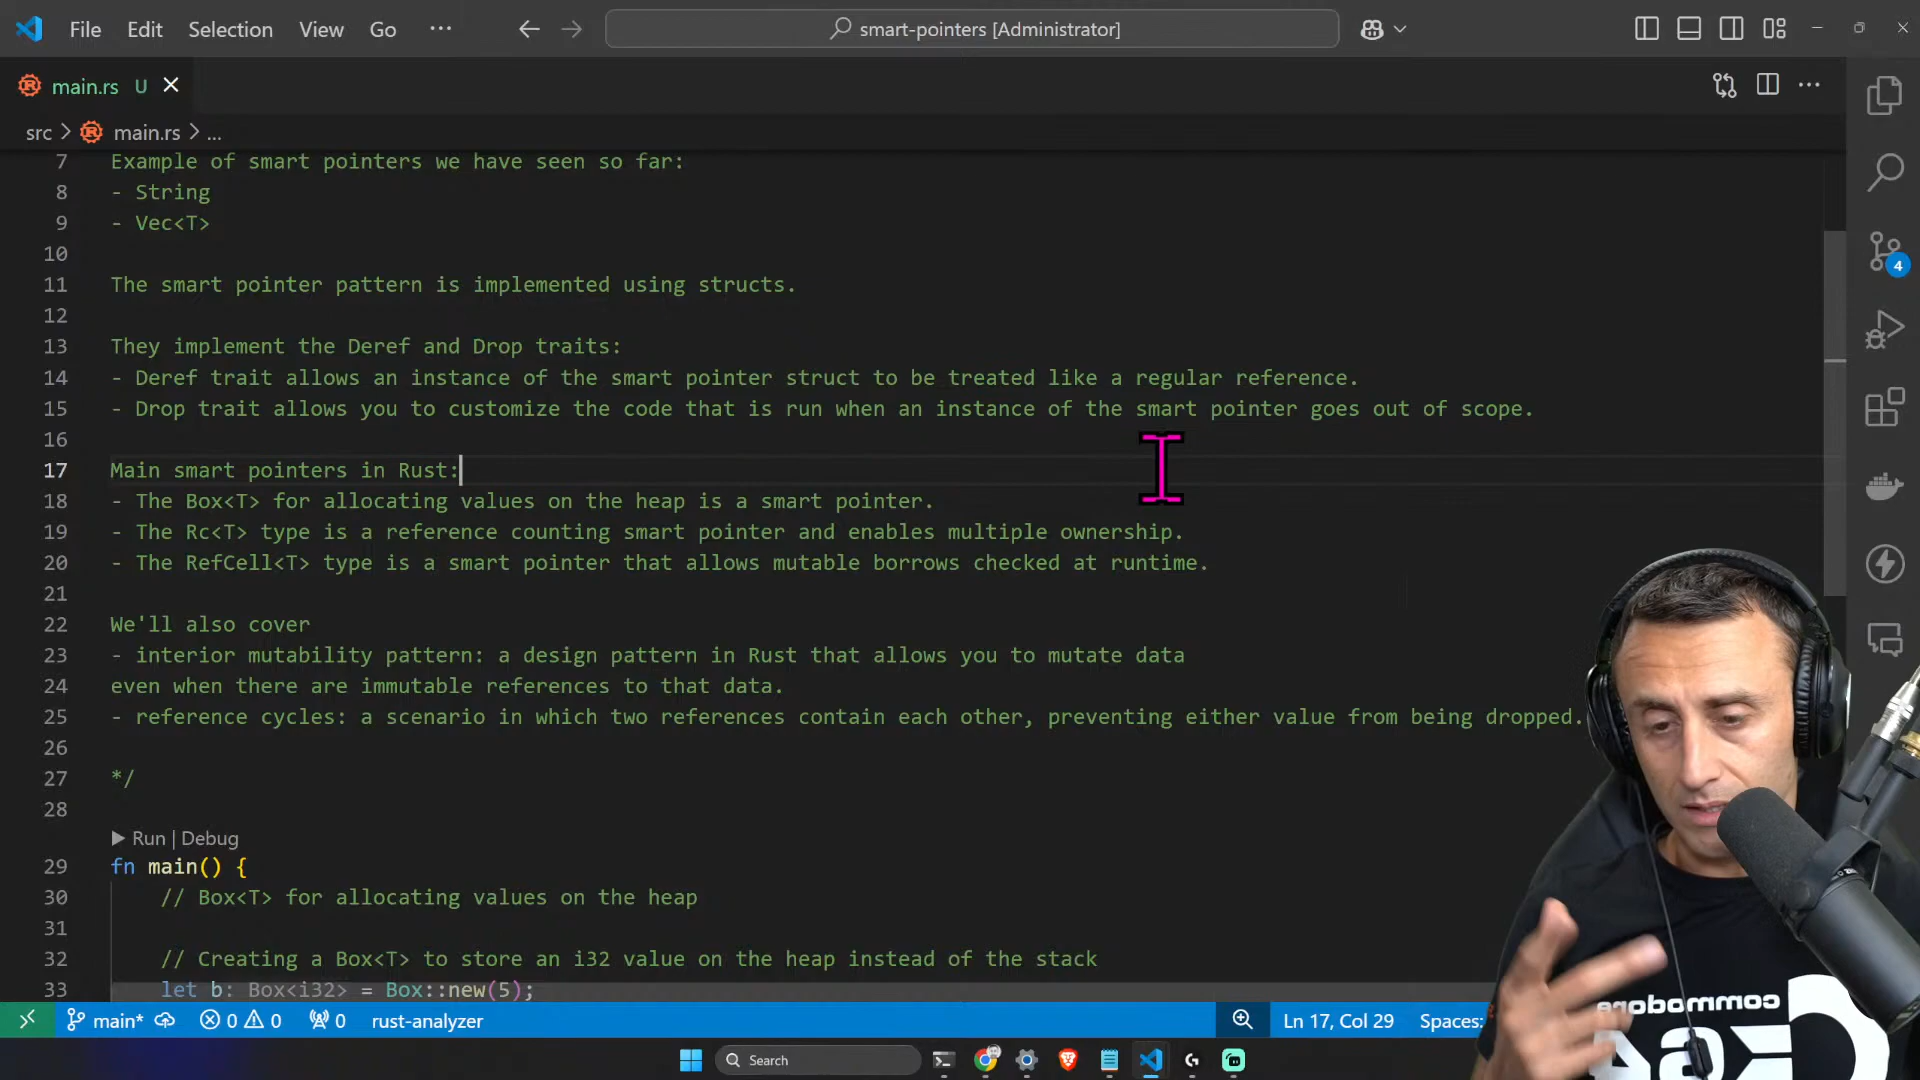 File Edit Selection View Go ···
smart-pointers [Administrator]
main.rs U
src > main.rs > ...
7 Example of smart pointers we have seen so far:
8 - String
9 - Vec<T>
10
11 The smart pointer pattern is implemented using structs.
12
13 They implement the Deref and Drop traits:
14 - Deref trait allows an instance of the smart pointer struct to be treated like a regular reference.
15 - Drop trait allows you to customize the code that is run when an instance of the smart pointer goes out of scope.
16
17 Main smart pointers in Rust:
18 - The Box<T> for allocating values on the heap is a smart pointer.
19 - The Rc<T> type is a reference counting smart pointer and enables multiple ownership.
20 - The RefCell<T> type is a smart pointer that allows mutable borrows checked at runtime.
21
22 We'll also cover
23 - interior mutability pattern: a design pattern in Rust that allows you to mutate data
24 even when there are immutable references to that data.
25 - reference cycles: a scenario in which two references contain each other, preventing either value from being dropped.
26
27 */
28
Run | Debug
29 fn main() {
30 // Box<T> for allocating values on the heap
31
32 // Creating a Box<T> to store an i32 value on the heap instead of the stack
33 let b: Box<i32> = Box::new(5);
4
commodore
64
main* 0 0 0 rust-analyzer Ln 17, Col 29 Spaces:
Search